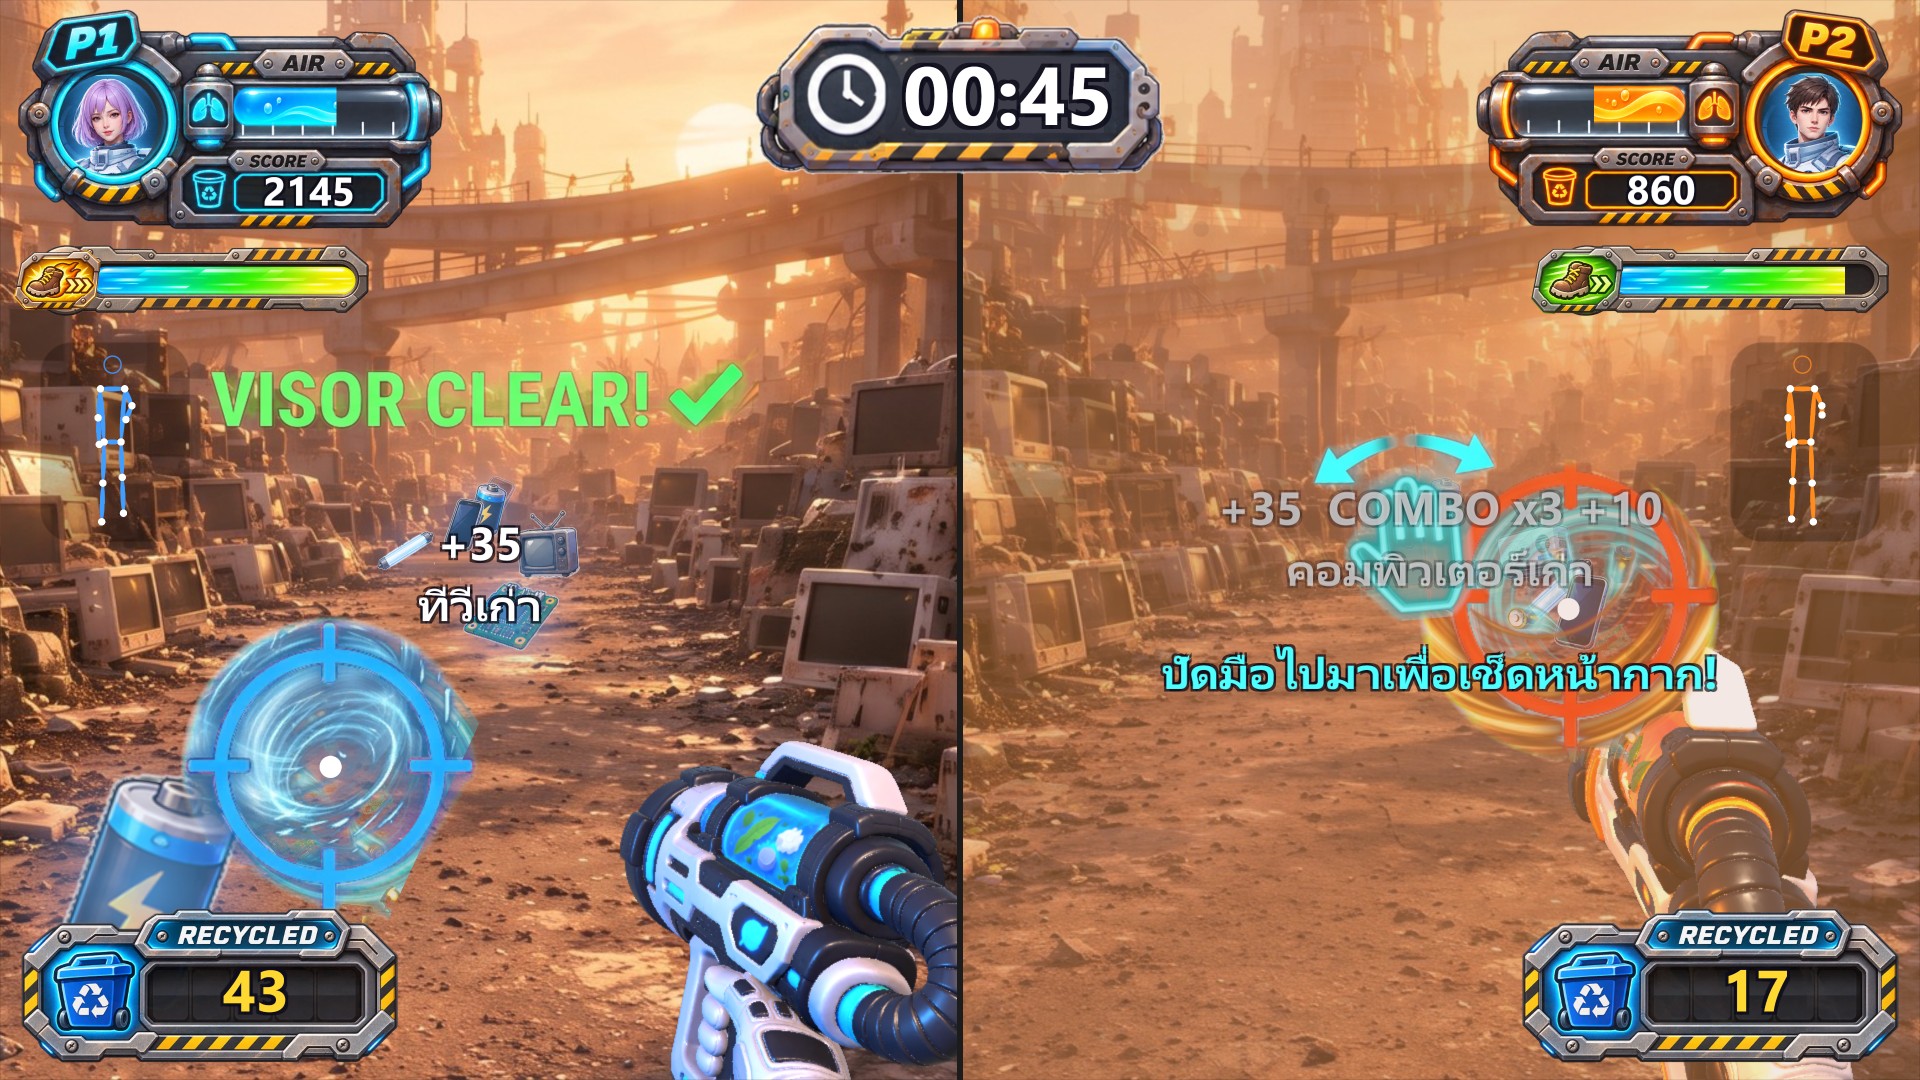 P1
AIR
SCORE
2145
00:45
AIR
P2
SCORE
860
VISOR CLEAR!
+35
ทีวีเก่า
+35 COMBO x3 +10
คอมพิวเตอร์เก่า
ปัดมือไปมาเพื่อเช็ดหน้ากาก!
RECYCLED
43
RECYCLED
17